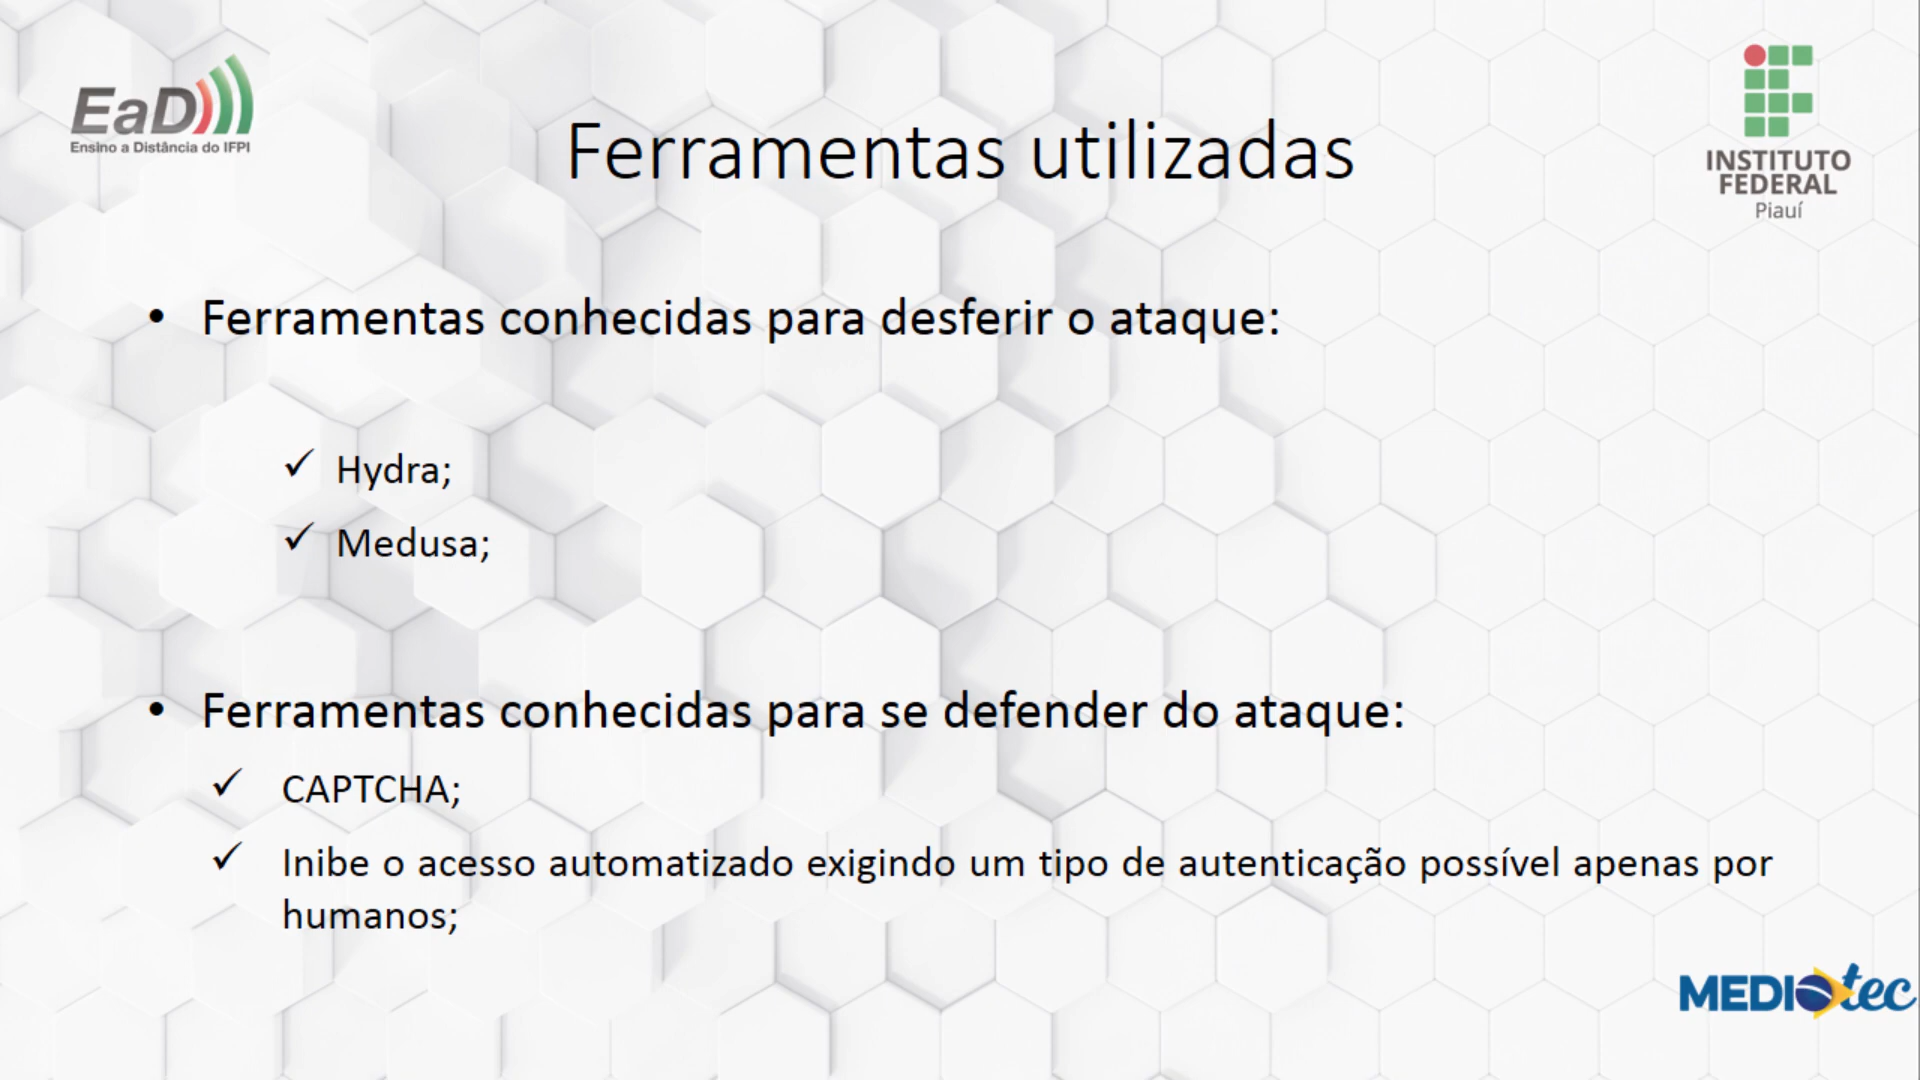 EaD
Ensino a Distância do IFPI
INSTITUTO
FEDERAL
Piauí
Ferramentas utilizadas
• Ferramentas conhecidas para desferir o ataque:
✓ Hydra;
✓ Medusa;
• Ferramentas conhecidas para se defender do ataque:
✓ CAPTCHA;
✓ Inibe o acesso automatizado exigindo um tipo de autenticação possível apenas por
humanos;
MEDIOtec